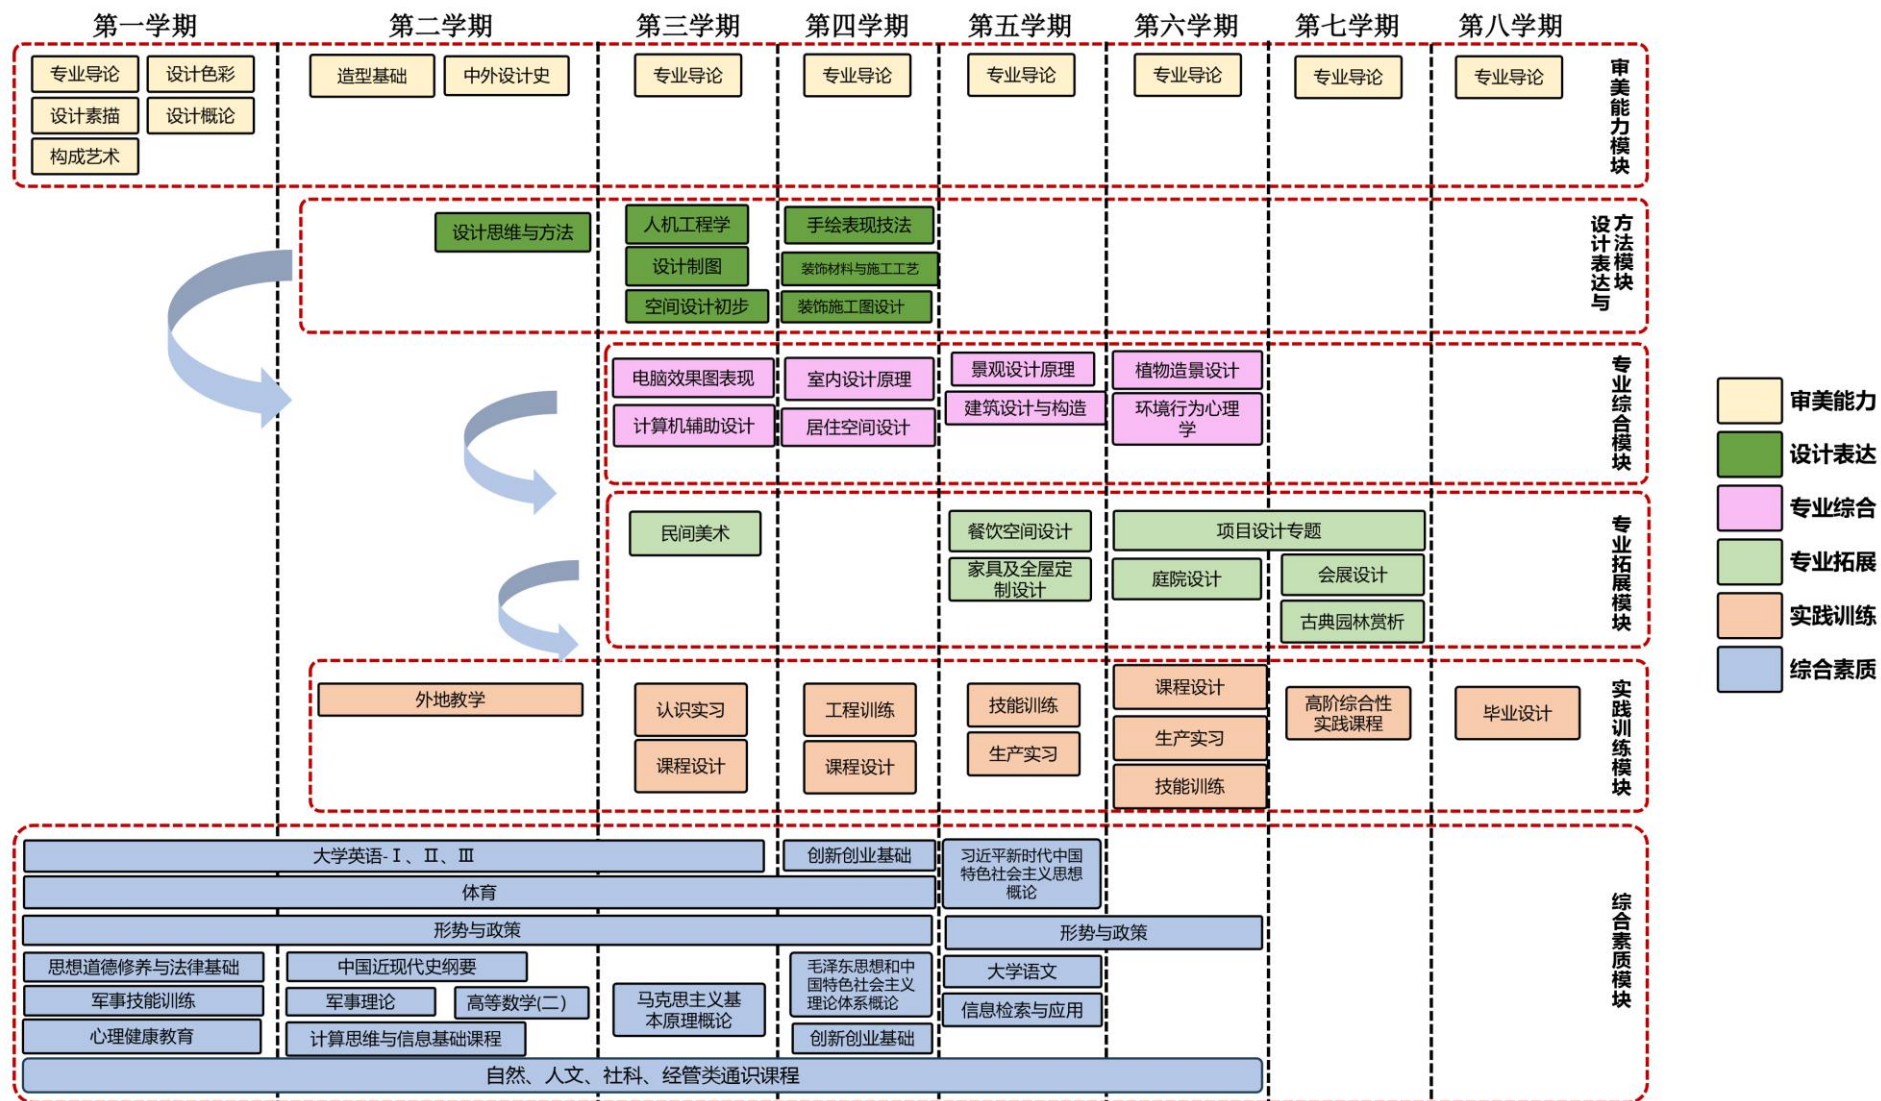 第一学期
第二学期
第三学期
第四学期
第五学期
第六学期
第七学期
第八学期
专业导论
设计色彩
设计素描
设计概论
构成艺术
造型基础
中外设计史
专业导论
专业导论
专业导论
专业导论
专业导论
专业导论
审美能力模块
设计思维与方法
人机工程学
设计制图
空间设计初步
手绘表现技法
装饰材料与施工工艺
装饰施工图设计
设计表达与
方法模块
电脑效果图表现
计算机辅助设计
室内设计原理
居住空间设计
景观设计原理
建筑设计与构造
植物造景设计
环境行为心理
学
专业综合模块
民间美术
餐饮空间设计
家具及全屋定
制设计
项目设计专题
庭院设计
会展设计
古典园林赏析
专业拓展模块
外地教学
认识实习
课程设计
工程训练
课程设计
技能训练
生产实习
课程设计
生产实习
技能训练
高阶综合性
实践课程
毕业设计
实践训练模块
大学英语-Ⅰ、Ⅱ、Ⅲ
创新创业基础
习近平新时代中国
特色社会主义思想
概论
体育
形势与政策
形势与政策
思想道德修养与法律基础
军事技能训练
心理健康教育
中国近现代史纲要
军事理论
高等数学(二)
计算思维与信息基础课程
马克思主义基
本原理概论
毛泽东思想和中
国特色社会主义
理论体系概论
创新创业基础
大学语文
信息检索与应用
自然、人文、社科、经管类通识课程
综合素质模块
审美能力
设计表达
专业综合
专业拓展
实践训练
综合素质